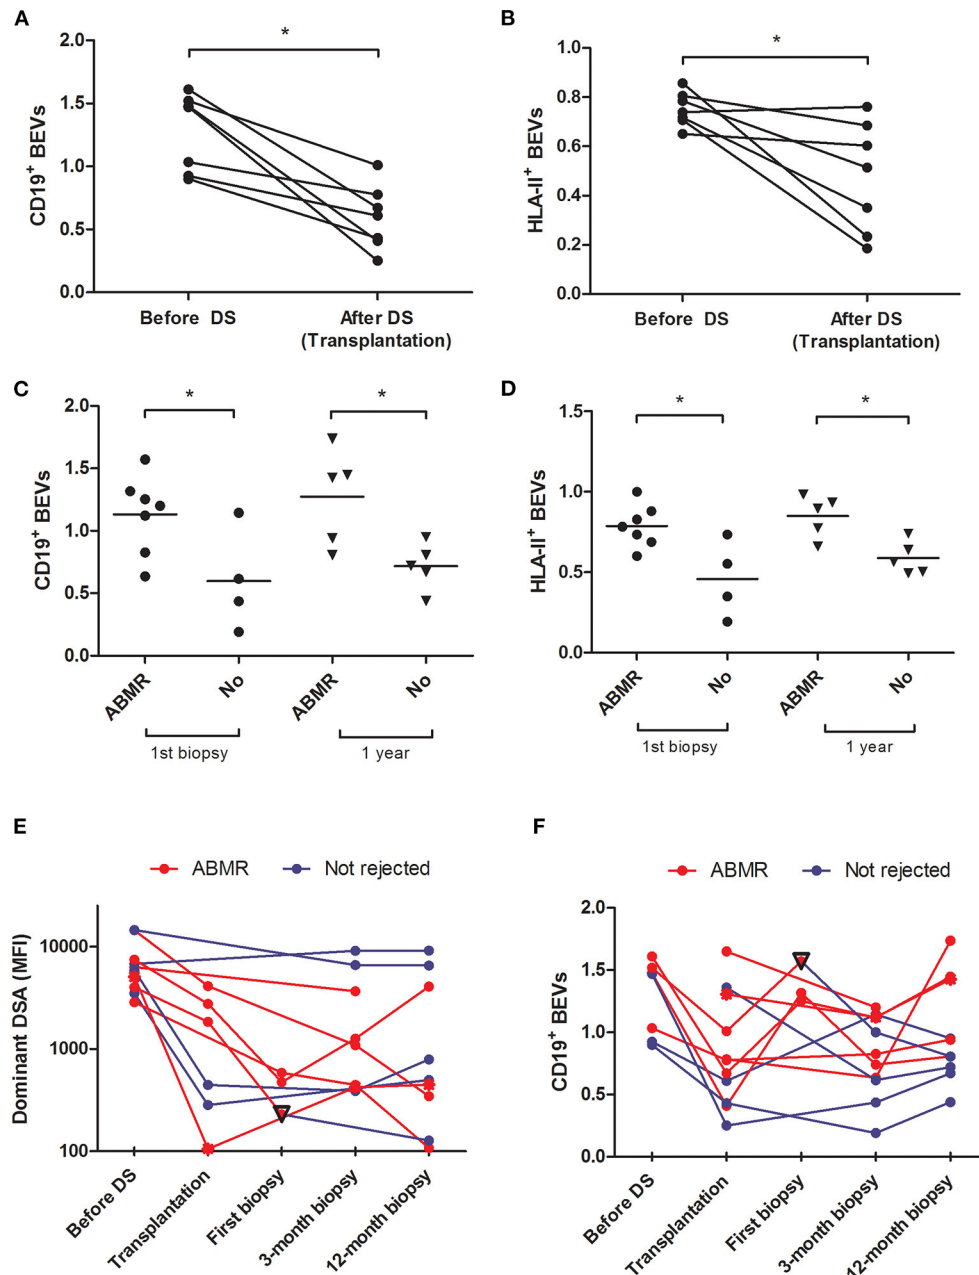 A
*
2.0
1.5
1.0
0.5
0.0
CD19+ BEVs
Before DS
After DS
(Transplantation)
B
*
1.0
0.8
0.6
0.4
0.2
0.0
HLA-II+ BEVs
Before DS
After DS
(Transplantation)
C
*
*
2.0
1.5
1.0
0.5
0.0
CD19+ BEVs
ABMR
No
ABMR
No
1st biopsy
1 year
D
*
*
1.5
1.0
0.5
0.0
HLA-II+ BEVs
ABMR
No
ABMR
No
1st biopsy
1 year
E
ABMR
Not rejected
10000
1000
100
Dominant DSA (MFI)
Before DS
Transplantation
First biopsy
3-month biopsy
12-month biopsy
F
ABMR
Not rejected
2.0
1.5
1.0
0.5
0.0
CD19+ BEVs
Before DS
Transplantation
First biopsy
3-month biopsy
12-month biopsy